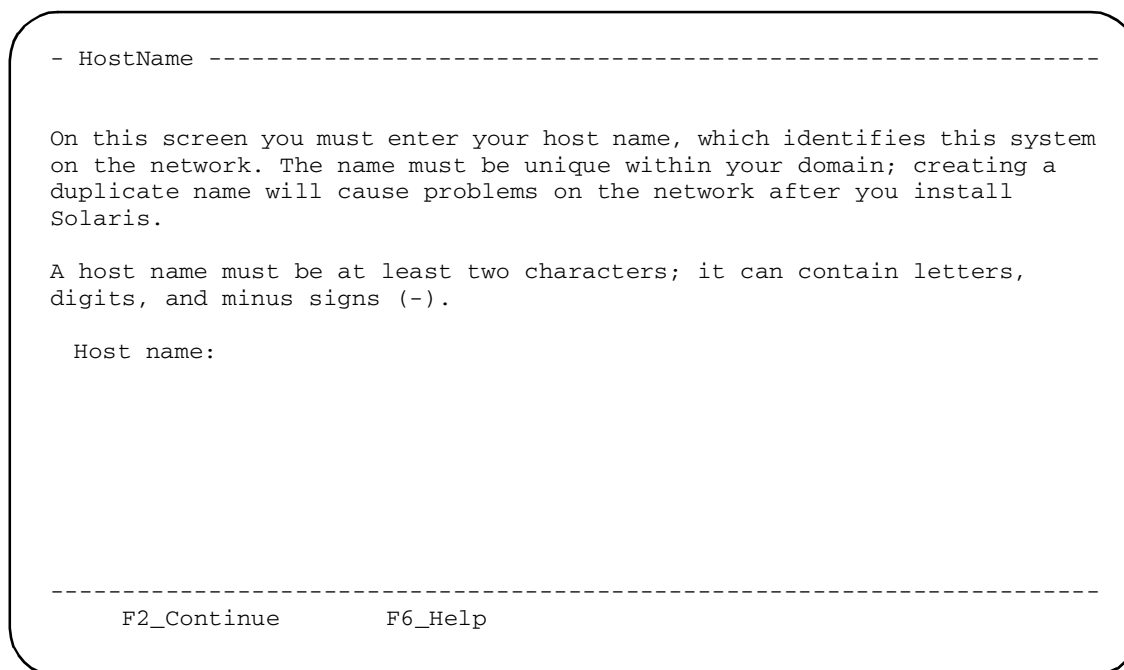 - HostName --------------------------------------------------------------
On this screen you must enter your host name, which identifies this system
on the network. The name must be unique within your domain; creating a
duplicate name will cause problems on the network after you install
Solaris.
A host name must be at least two characters; it can contain letters,
digits, and minus signs (-).
Host name:
--------------------------------------------------------------------------
F2_Continue F6_Help